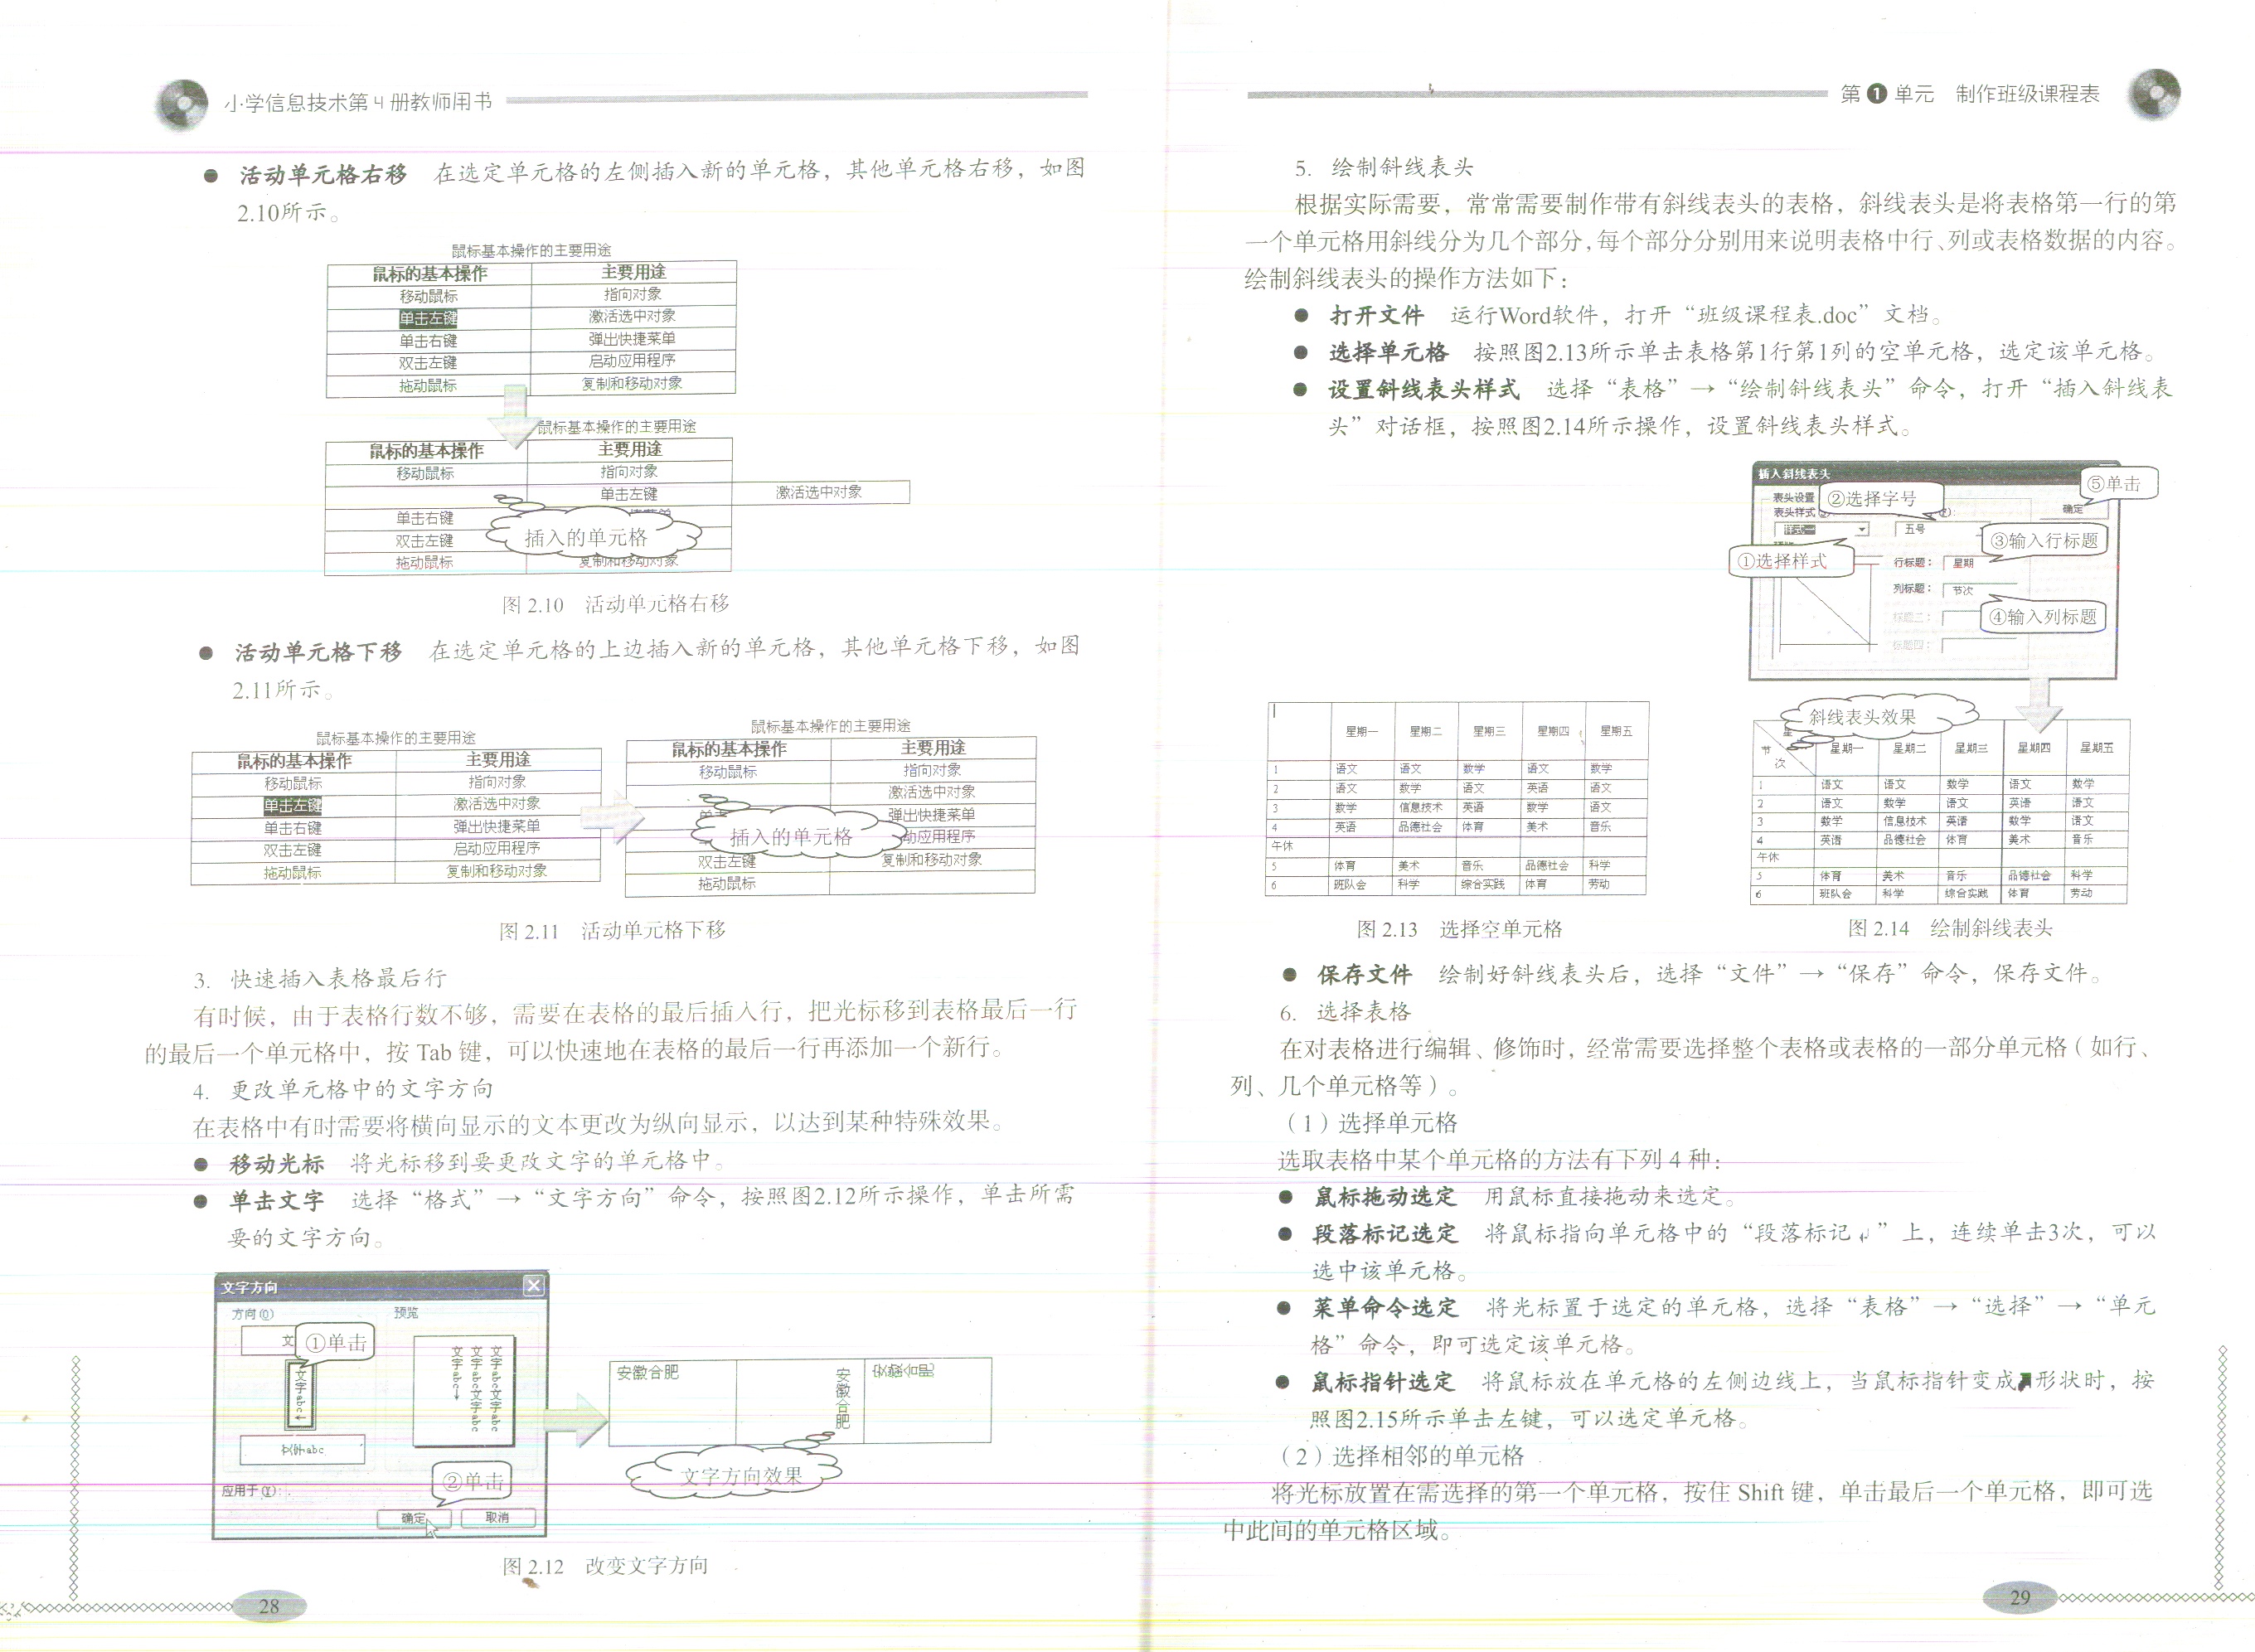 小学信息技术第4册教师用书
● 活动单元格右移 在选定单元格的左侧插入新的单元格，其他单元格右移，如图
2.10所示。
鼠标基本操作的主要用途
鼠标的基本操作 主要用途
移动鼠标 指向对象
单击左键 激活选中对象
单击右键 弹出快捷菜单
双击左键 启动应用程序
拖动鼠标 复制和移动对象
鼠标基本操作的主要用途
鼠标的基本操作 主要用途
移动鼠标 指向对象
单击左键 激活选中对象
单击右键
双击左键 插入的单元格
拖动鼠标 复制和移动对象
图 2.10 活动单元格右移
● 活动单元格下移 在选定单元格的上边插入新的单元格，其他单元格下移，如图
2.11所示。
鼠标基本操作的主要用途
鼠标的基本操作 主要用途
移动鼠标 指向对象
单击左键 激活选中对象
单击右键 弹出快捷菜单
双击左键 启动应用程序
拖动鼠标 复制和移动对象
鼠标基本操作的主要用途
鼠标的基本操作 主要用途
移动鼠标 指向对象
激活选中对象
弹出快捷菜单
插入的单元格 动应用程序
双击左键 复制和移动对象
拖动鼠标
图 2.11 活动单元格下移
3. 快速插入表格最后行
有时候，由于表格行数不够，需要在表格的最后插入行，把光标移到表格最后一行
的最后一个单元格中，按 Tab 键，可以快速地在表格的最后一行再添加一个新行。
4. 更改单元格中的文字方向
在表格中有时需要将横向显示的文本更改为纵向显示，以达到某种特殊效果。
● 移动光标 将光标移到要更改文字的单元格中。
● 单击文字 选择“格式”→“文字方向”命令，按照图2.12所示操作，单击所需
要的文字方向。
文字方向
方向(O) 预览
文
①单击
文字abc
文字abc文字abc
文字abc文字abc
文字abc→
中文abc
应用于(Y):
②单击
确定 取消
安徽合肥 安徽合肥 安徽合肥
文字方向效果
图 2.12 改变文字方向
28
第1单元 制作班级课程表
5. 绘制斜线表头
根据实际需要，常常需要制作带有斜线表头的表格，斜线表头是将表格第一行的第
一个单元格用斜线分为几个部分，每个部分分别用来说明表格中行、列或表格数据的内容。
绘制斜线表头的操作方法如下：
● 打开文件 运行Word软件，打开“班级课程表.doc”文档。
● 选择单元格 按照图2.13所示单击表格第1行第1列的空单元格，选定该单元格。
● 设置斜线表头样式 选择“表格”→“绘制斜线表头”命令，打开“插入斜线表
头”对话框，按照图2.14所示操作，设置斜线表头样式。
插入斜线表头
表头设置
表头样式
②选择字号
⑤单击
确定
样式一 五号
③输入行标题
①选择样式
行标题： 星期
列标题： 节次
④输入列标题
标题三：
标题四：
星期一 星期二 星期三 星期四 星期五
1 语文 语文 数学 语文 数学
2 语文 数学 语文 英语 语文
3 数学 信息技术 英语 数学 语文
4 英语 品德社会 体育 美术 音乐
午休
5 体育 美术 音乐 品德社会 科学
6 班队会 科学 综合实践 体育 劳动
图 2.13 选择空单元格
斜线表头效果
节次 星期一 星期二 星期三 星期四 星期五
1 语文 语文 数学 语文 数学
2 语文 数学 语文 英语 语文
3 数学 信息技术 英语 数学 语文
4 英语 品德社会 体育 美术 音乐
午休
5 体育 美术 音乐 品德社会 科学
6 班队会 科学 综合实践 体育 劳动
图 2.14 绘制斜线表头
● 保存文件 绘制好斜线表头后，选择“文件”→“保存”命令，保存文件。
6. 选择表格
在对表格进行编辑、修饰时，经常需要选择整个表格或表格的一部分单元格（如行、
列、几个单元格等）。
（1）选择单元格
选取表格中某个单元格的方法有下列 4 种：
● 鼠标拖动选定 用鼠标直接拖动来选定。
● 段落标记选定 将鼠标指向单元格中的“段落标记↲”上，连续单击3次，可以
选中该单元格。
● 菜单命令选定 将光标置于选定的单元格，选择“表格”→“选择”→“单元
格”命令，即可选定该单元格。
● 鼠标指针选定 将鼠标放在单元格的左侧边线上，当鼠标指针变成形状时，按
照图2.15所示单击左键，可以选定单元格。
（2）选择相邻的单元格
将光标放置在需选择的第一个单元格，按住 Shift 键，单击最后一个单元格，即可选
中此间的单元格区域。
29